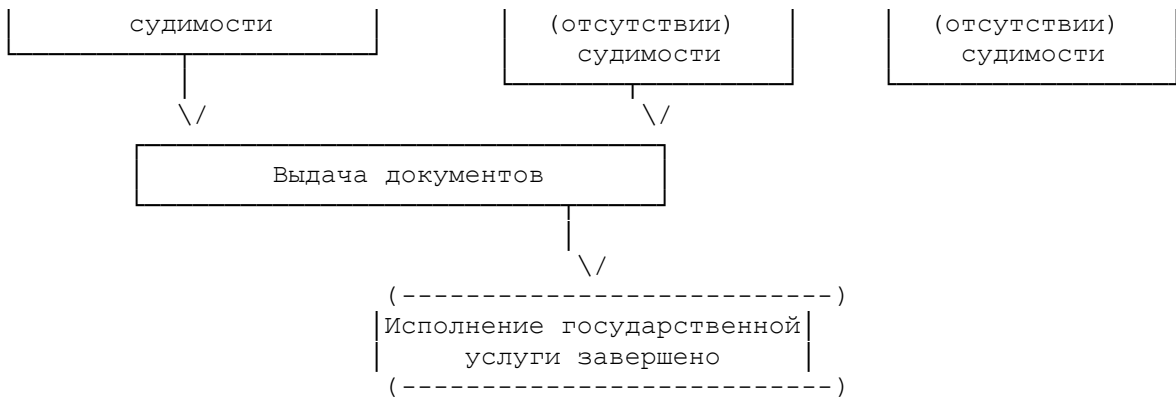 судимости (отсутствии) (отсутствии)
судимости судимости
\/ \/
Выдача документов
\/
(---------------------------)
Исполнение государственной
услуги завершено
(---------------------------)